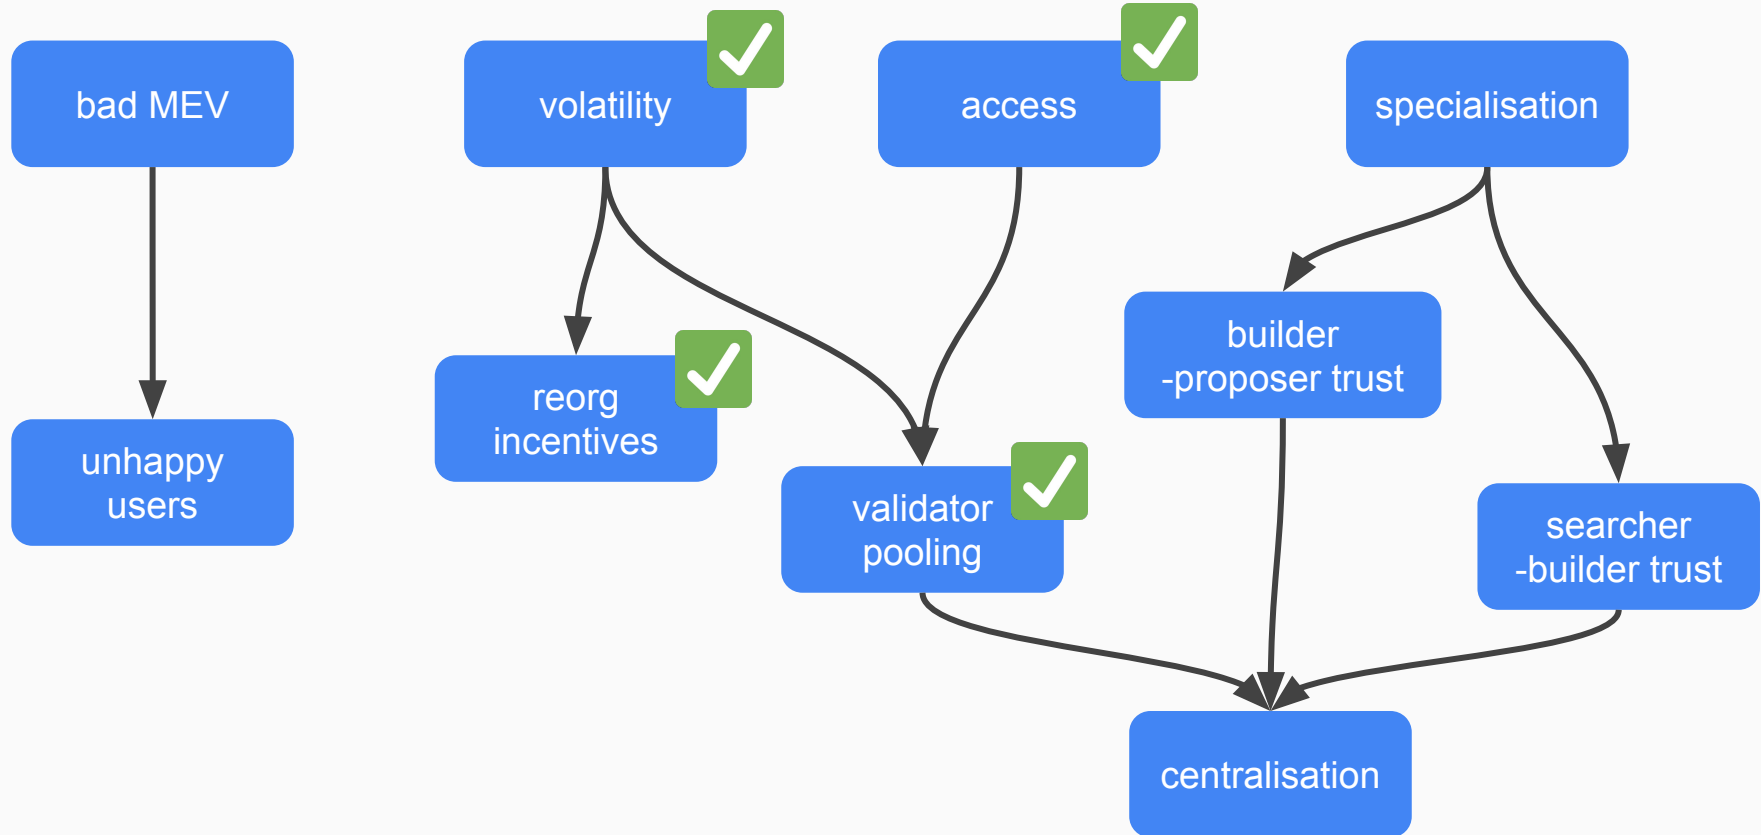 bad MEV
volatility
access
specialisation
builder
-proposer trust
reorg
incentives
unhappy
users
validator
pooling
searcher
-builder trust
centralisation